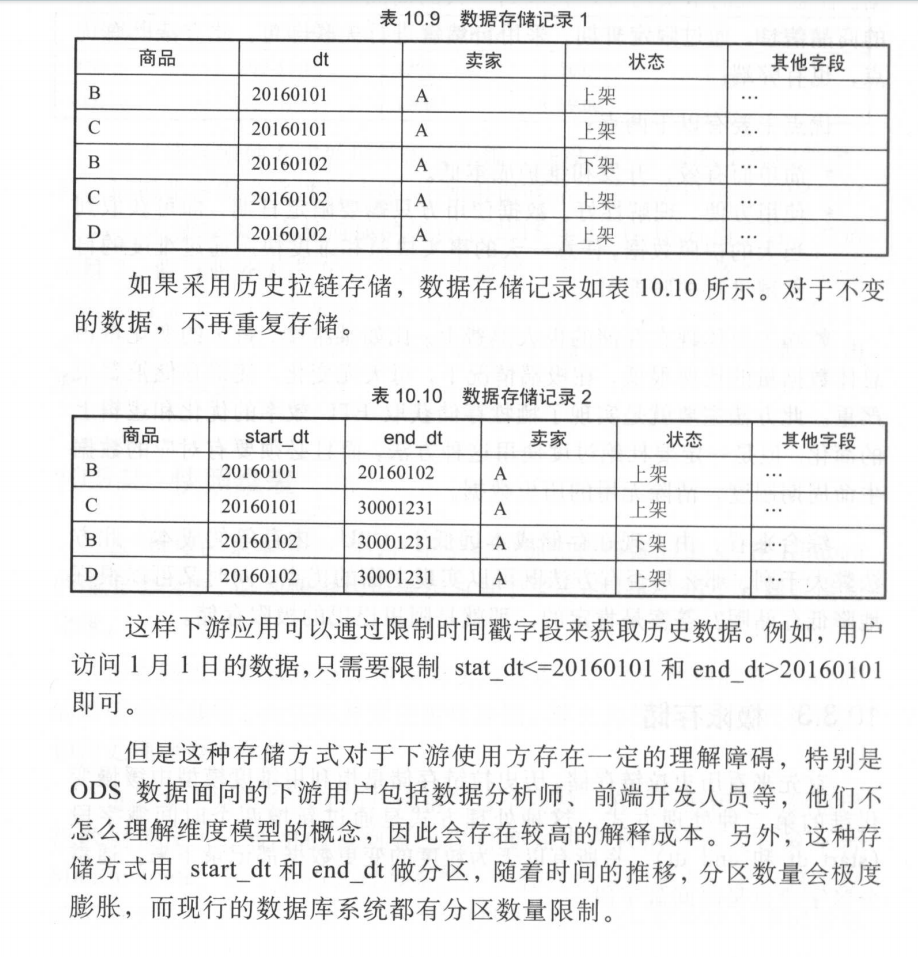 表 10.9 数据存储记录 1
商品 dt 卖家 状态 其他字段
B 20160101 A 上架 …
C 20160101 A 上架 …
B 20160102 A 下架 …
C 20160102 A 上架 …
D 20160102 A 上架 …
如果采用历史拉链存储，数据存储记录如表 10.10 所示。对于不变
的数据，不再重复存储。
表 10.10 数据存储记录 2
商品 start_dt end_dt 卖家 状态 其他字段
B 20160101 20160102 A 上架 …
C 20160101 30001231 A 上架 …
B 20160102 30001231 A 下架 …
D 20160102 30001231 A 上架 …
这样下游应用可以通过限制时间戳字段来获取历史数据。例如，用户
访问 1 月 1 日的数据，只需要限制 stat_dt<=20160101 和 end_dt>20160101
即可。
但是这种存储方式对于下游使用方存在一定的理解障碍，特别是
ODS 数据面向的下游用户包括数据分析师、前端开发人员等，他们不
怎么理解维度模型的概念，因此会存在较高的解释成本。另外，这种存
储方式用 start_dt 和 end_dt 做分区，随着时间的推移，分区数量会极度
膨胀，而现行的数据库系统都有分区数量限制。